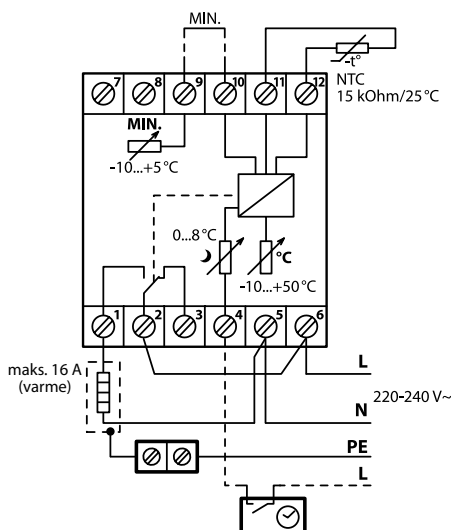 MIN.
-t°
NTC
15 kOhm/25°C
7 8 9 10 11 12
MIN.
-10...+5°C
0...8°C
°C
-10...+50°C
1 2 3 4 5 6
maks. 16 A
(varme)
L
N
220-240 V~
PE
L